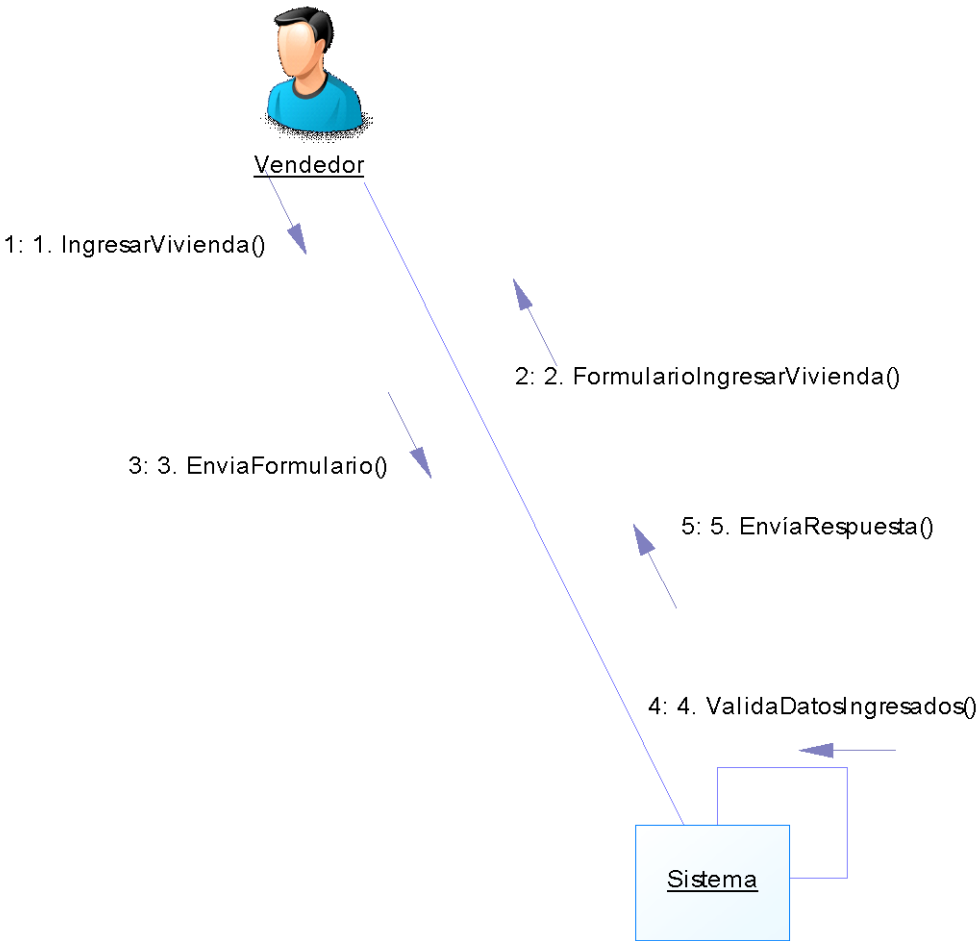 Vendedor
1: 1. IngresarVivienda()
2: 2. FormularioIngresarVivienda()
3: 3. EnviaFormulario()
5: 5. EnvíaRespuesta()
4: 4. ValidaDatosIngresados()
Sistema